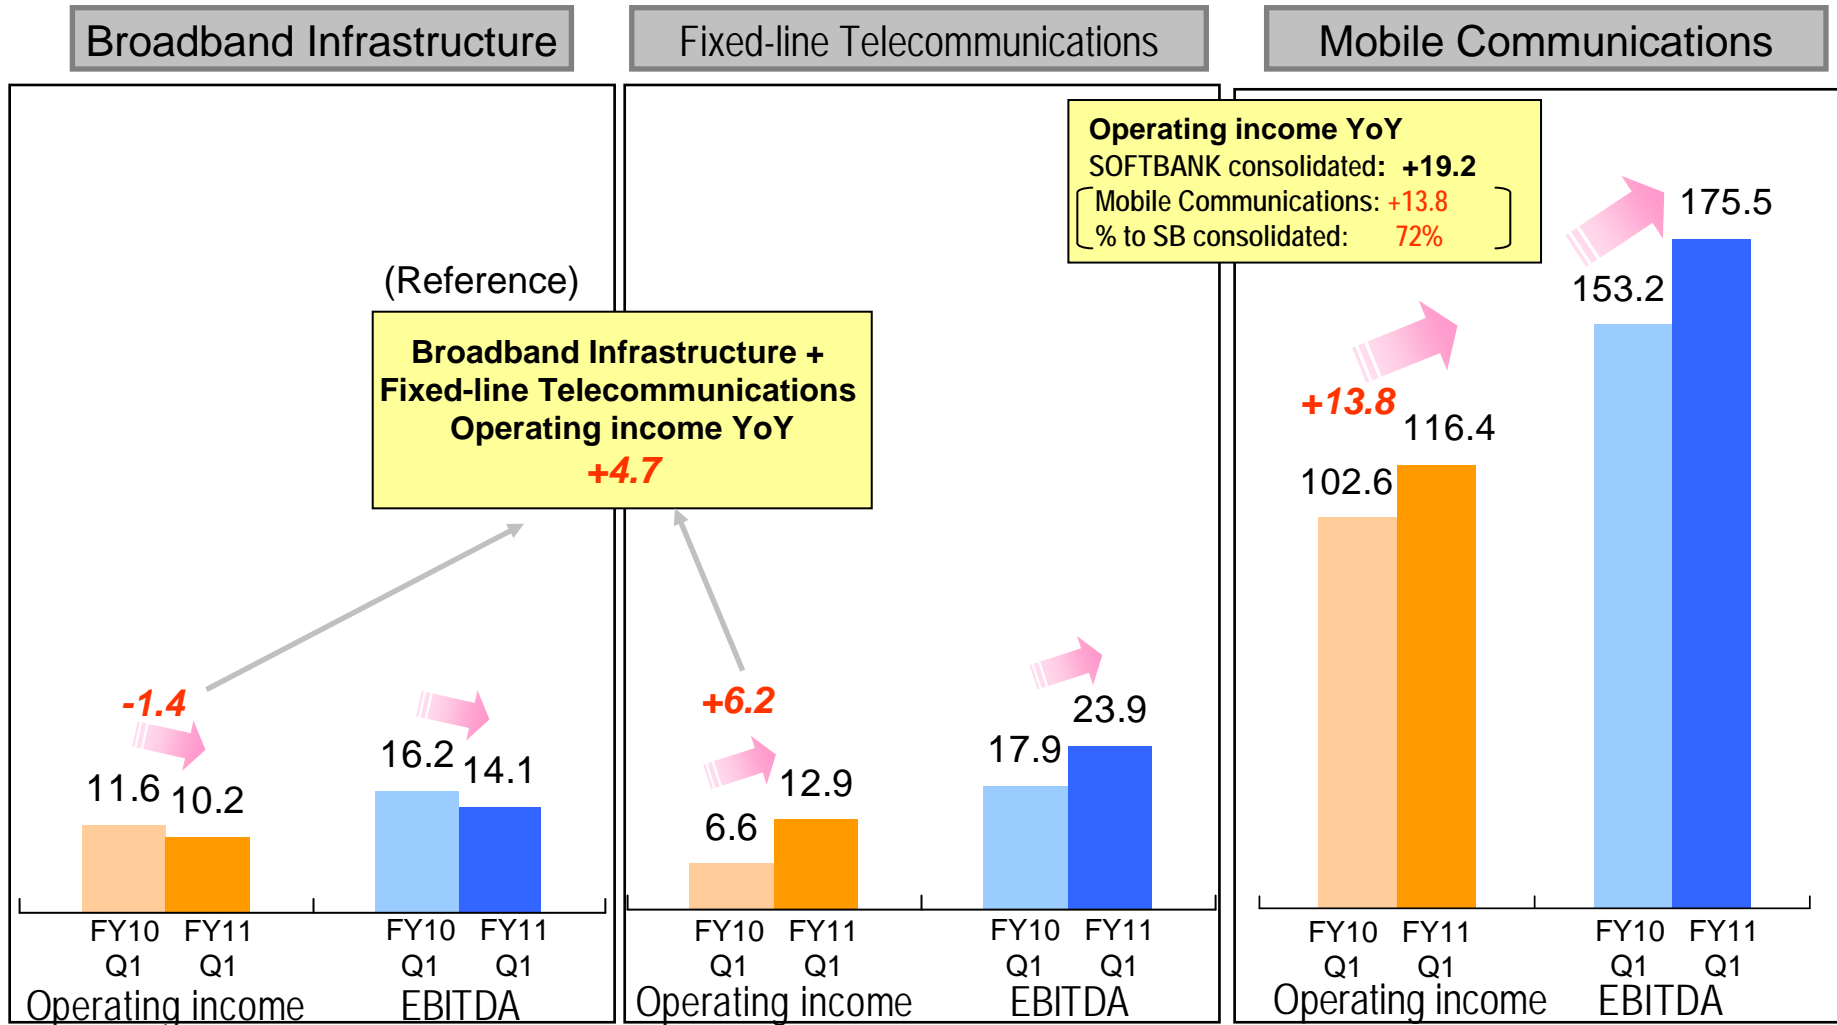 Broadband Infrastructure
Fixed-line Telecommunications
Mobile Communications
Operating income YoY
SOFTBANK consolidated: +19.2
Mobile Communications: +13.8
% to SB consolidated: 72%
(Reference)
Broadband Infrastructure +
Fixed-line Telecommunications
Operating income YoY
+4.7
-1.4
11.6
10.2
16.2
14.1
FY10 Q1
FY11 Q1
FY10 Q1
FY11 Q1
Operating income
EBITDA
+6.2
6.6
12.9
17.9
23.9
FY10 Q1
FY11 Q1
FY10 Q1
FY11 Q1
Operating income
EBITDA
+13.8
102.6
116.4
153.2
175.5
FY10 Q1
FY11 Q1
FY10 Q1
FY11 Q1
Operating income
EBITDA